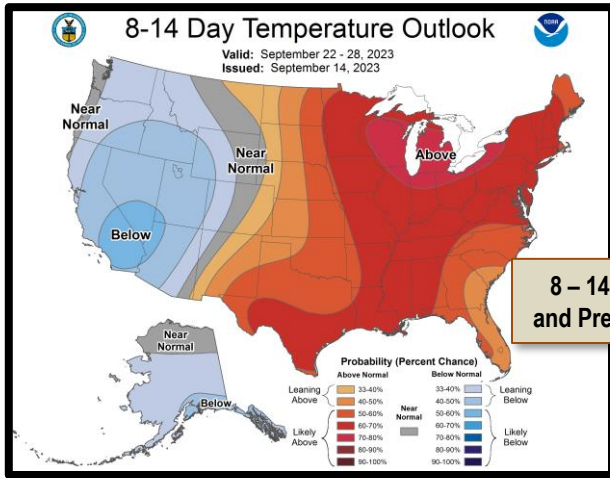 8-14 Day Temperature Outlook
Valid: September 22 - 28, 2023
Issued: September 14, 2023
NOAA
Near
Normal
Near
Normal
Above
Below
8 – 14
and Pre
Near
Normal
Below
Probability (Percent Chance)
Above Normal
Below Normal
Leaning
Above
33-40%
40-50%
Likely
Above
50-60%
60-70%
70-80%
80-90%
90-100%
Near
Normal
33-40%
40-50%
Leaning
Below
50-60%
60-70%
70-80%
80-90%
90-100%
Likely
Below